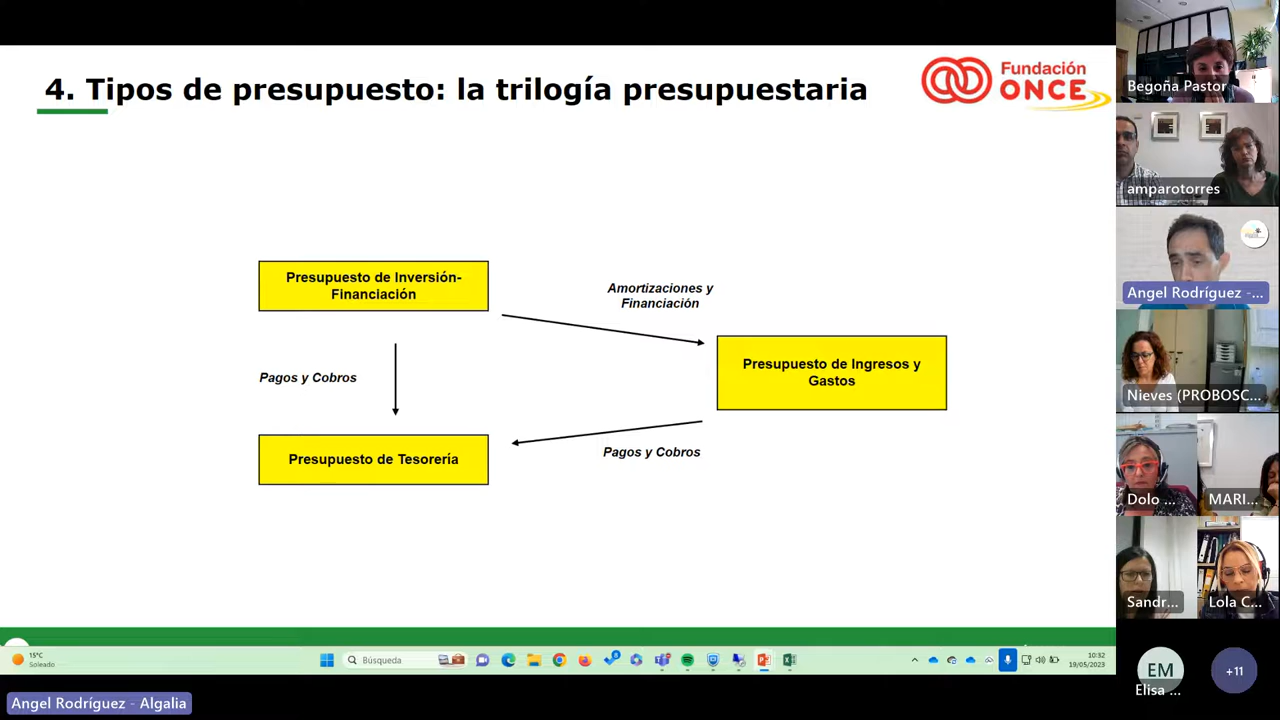 4. Tipos de presupuesto: la trilogía presupuestaria
Fundación
ONCE
Presupuesto de Inversión-
Financiación
Amortizaciones y
Financiación
Presupuesto de Ingresos y
Gastos
Pagos y Cobros
Presupuesto de Tesorería
Pagos y Cobros
15°C
Soleado
Búsqueda
10:32
19/05/2023
Angel Rodríguez - Algalia
Begoña Pastor
amparotorres
Angel Rodríguez -...
Nieves (PROBOSC...
Dolo ...
MARI...
Sandr...
Lola C...
EM
Elisa ...
+11